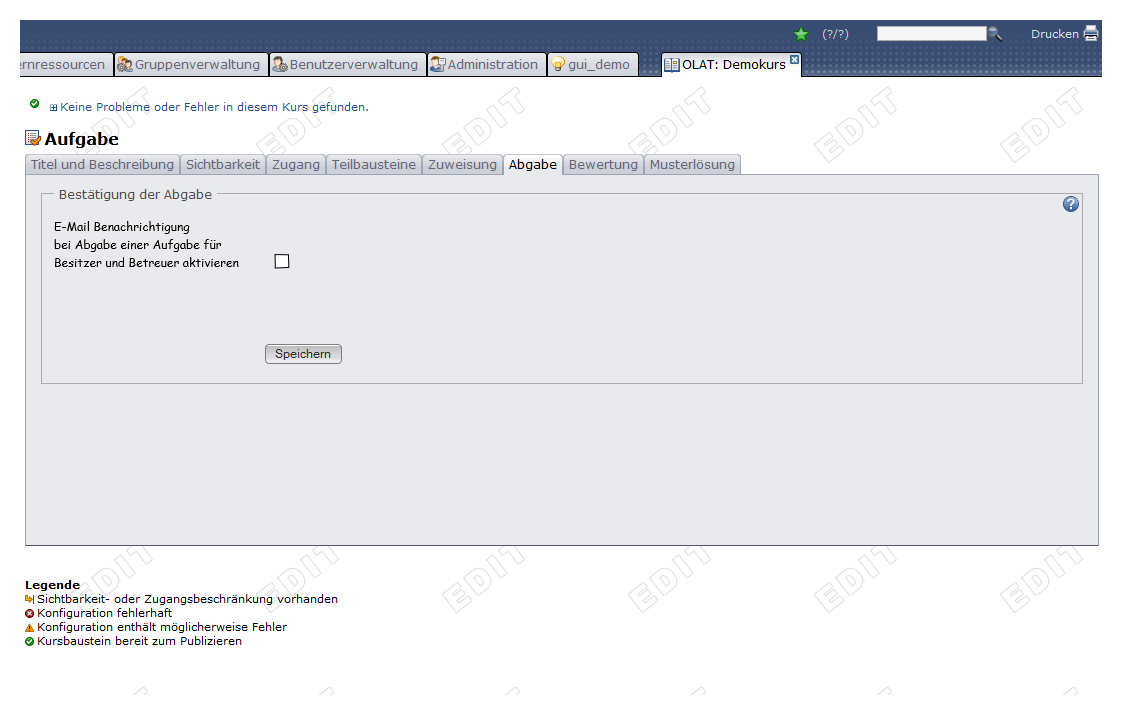 (?/?) Drucken
ernressourcen Gruppenverwaltung Benutzerverwaltung Administration gui_demo OLAT: Demokurs
Keine Probleme oder Fehler in diesem Kurs gefunden.
Aufgabe
Titel und Beschreibung Sichtbarkeit Zugang Teilbausteine Zuweisung Abgabe Bewertung Musterlösung
Bestätigung der Abgabe
?
E-Mail Benachrichtigung
bei Abgabe einer Aufgabe für
Besitzer und Betreuer aktivieren
Speichern
Legende
Sichtbarkeit- oder Zugangsbeschränkung vorhanden
Konfiguration fehlerhaft
Konfiguration enthält möglicherweise Fehler
Kursbaustein bereit zum Publizieren
EDIT EDIT EDIT EDIT EDIT EDIT
EDIT EDIT EDIT EDIT EDIT EDIT